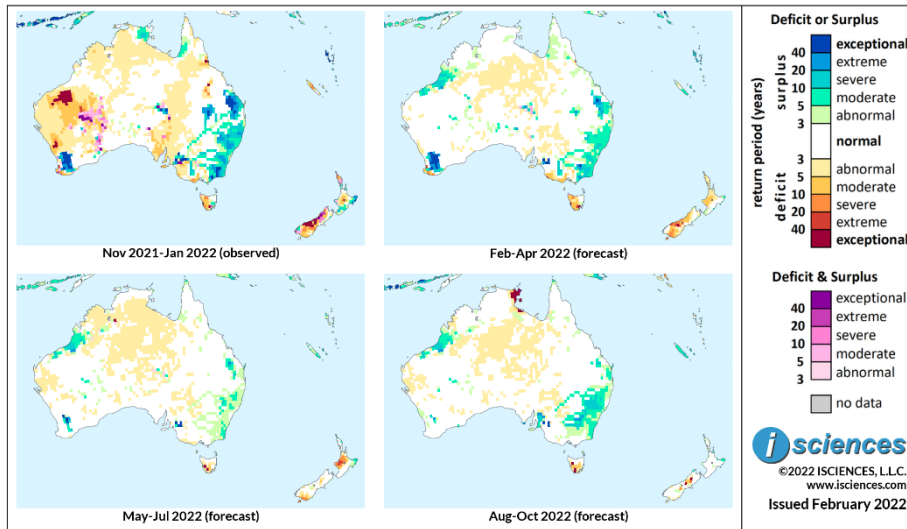 Nov 2021-Jan 2022 (observed)
Feb-Apr 2022 (forecast)
May-Jul 2022 (forecast)
Aug-Oct 2022 (forecast)
Deficit or Surplus
return period (years)
surplus
deficit
exceptional
40
extreme
20
severe
10
moderate
5
abnormal
3
normal
3
abnormal
5
moderate
10
severe
20
extreme
40
exceptional
Deficit & Surplus
exceptional
40
extreme
20
severe
10
moderate
5
abnormal
3
no data
i sciences
©2022 ISCIENCES, L.L.C.
www.isciences.com
Issued February 2022